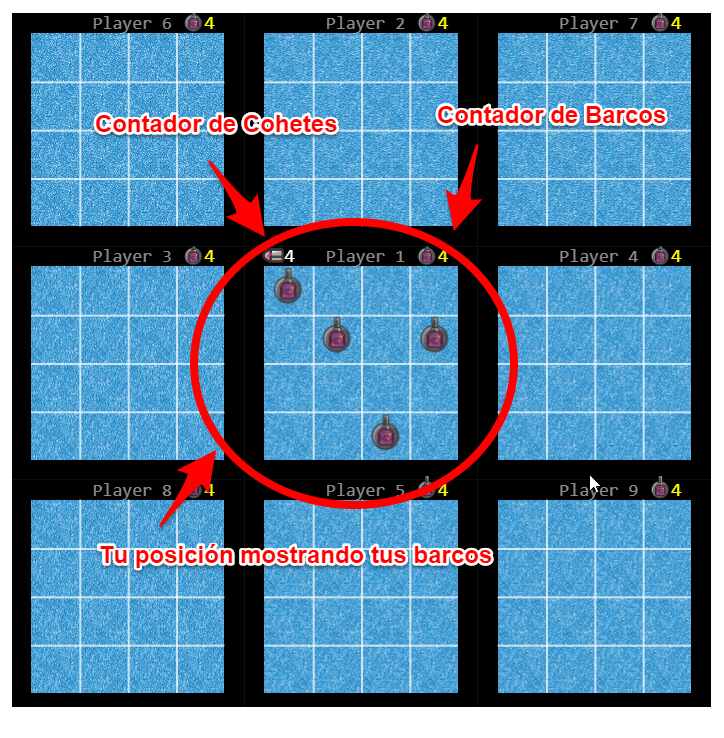 Player 6 4
Player 2 4
Player 7 4
Contador de Cohetes
Contador de Barcos
Player 3 4
4 Player 1 4
Player 4 4
Player 8 4
Player 5 4
Player 9 4
Tu posición mostrando tus barcos